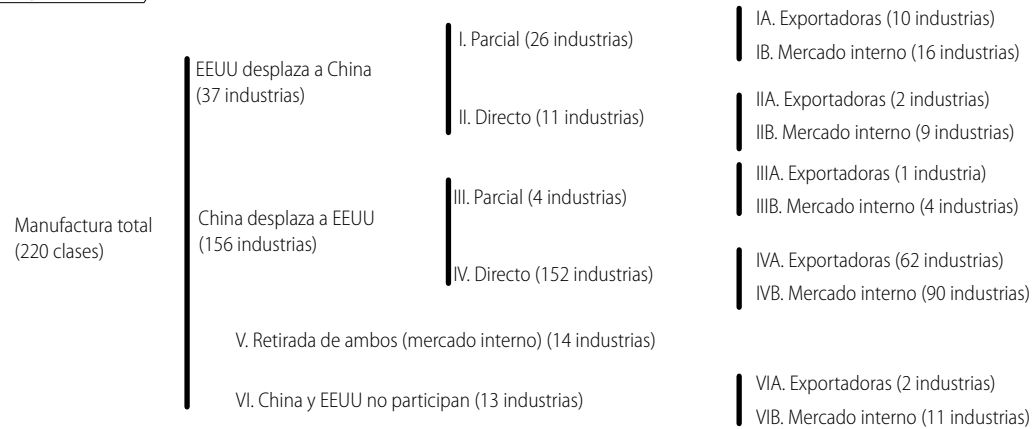 Manufactura total
(220 clases)
EEUU desplaza a China
(37 industrias)
I. Parcial (26 industrias)
IA. Exportadoras (10 industrias)
IB. Mercado interno (16 industrias)
II. Directo (11 industrias)
IIA. Exportadoras (2 industrias)
IIB. Mercado interno (9 industrias)
China desplaza a EEUU
(156 industrias)
III. Parcial (4 industrias)
IIIA. Exportadoras (1 industria)
IIIB. Mercado interno (4 industrias)
IV. Directo (152 industrias)
IVA. Exportadoras (62 industrias)
IVB. Mercado interno (90 industrias)
V. Retirada de ambos (mercado interno) (14 industrias)
VI. China y EEUU no participan (13 industrias)
VIA. Exportadoras (2 industrias)
VIB. Mercado interno (11 industrias)